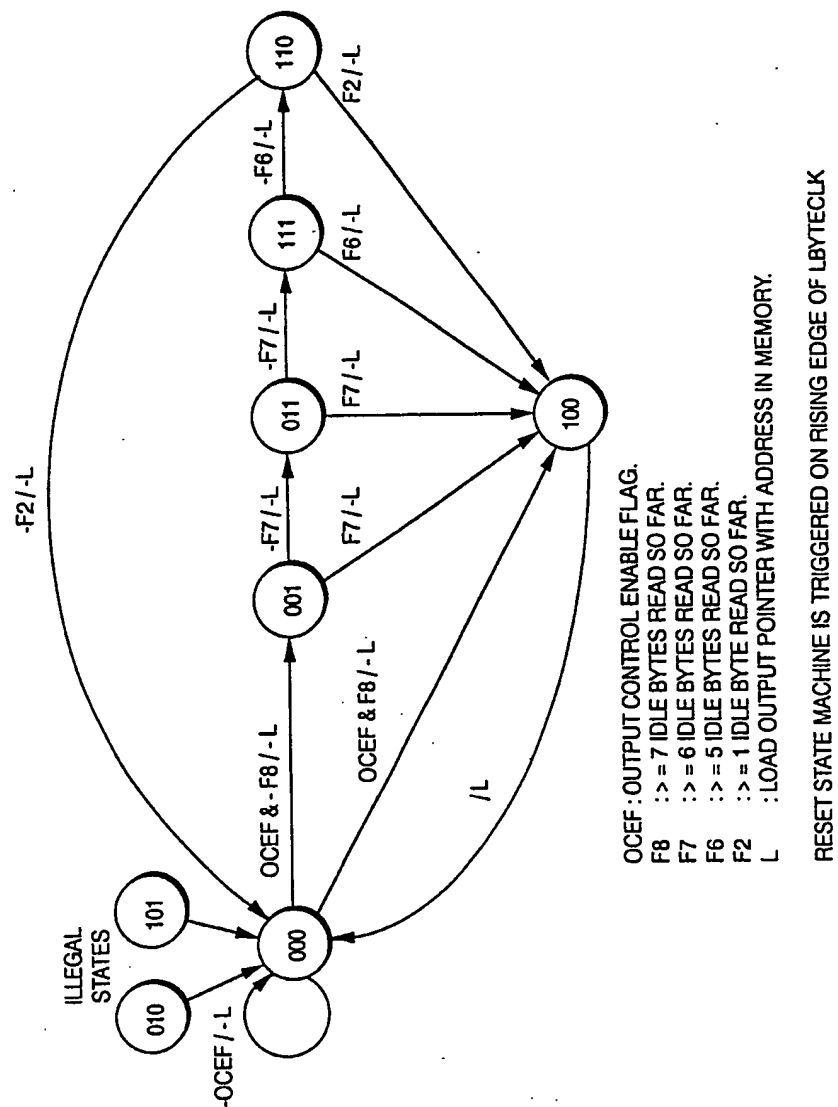 -F2 / -L
110
-F6 / -L
F2 / -L
111
-F7 / -L
F6 / -L
011
-F7 / -L
F7 / -L
001
F7 / -L
100
OCEF & - F8 / - L
OCEF & F8 / - L
/ L
ILLEGAL
STATES
101
010
000
-OCEF / - L
OCEF : OUTPUT CONTROL ENABLE FLAG.
F8 : > = 7 IDLE BYTES READ SO FAR.
F7 : > = 6 IDLE BYTES READ SO FAR.
F6 : > = 5 IDLE BYTES READ SO FAR.
F2 : > = 1 IDLE BYTE READ SO FAR.
L : LOAD OUTPUT POINTER WITH ADDRESS IN MEMORY.
RESET STATE MACHINE IS TRIGGERED ON RISING EDGE OF LBYTECLK